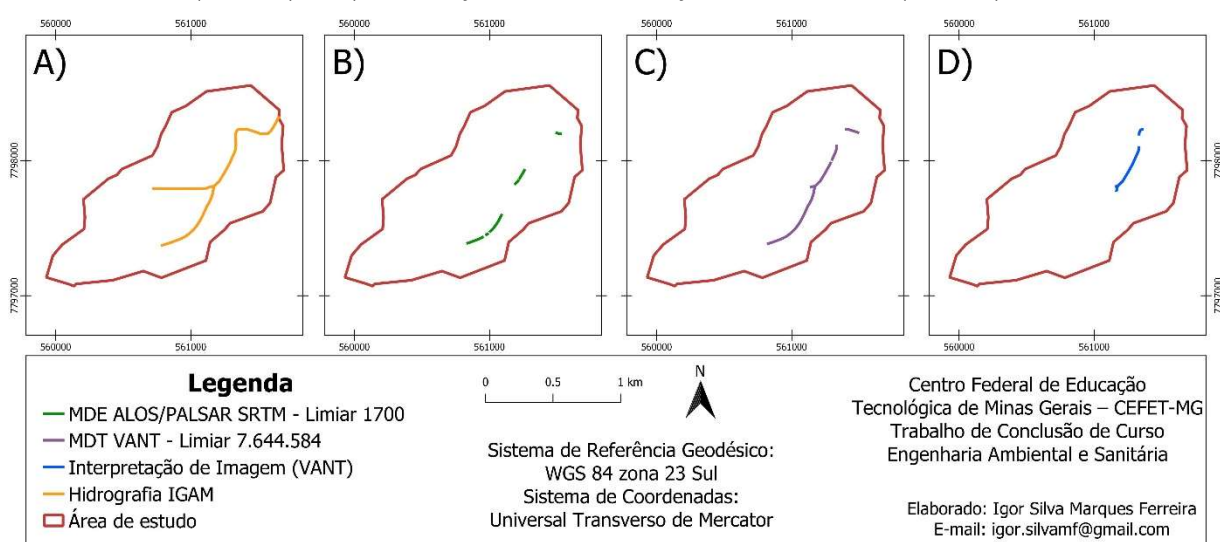 560000 561000 560000 561000 560000 561000 560000 561000
A) B) C) D)
7798000 7798000
7797000 7797000
560000 561000 560000 561000 560000 561000 560000 561000
Legenda
MDE ALOS/PALSAR SRTM - Limiar 1700
MDT VANT - Limiar 7.644.584
Interpretação de Imagem (VANT)
Hidrografia IGAM
Área de estudo
0 0.5 1 km
N
Sistema de Referência Geodésico:
WGS 84 zona 23 Sul
Sistema de Coordenadas:
Universal Transverso de Mercator
Centro Federal de Educação
Tecnológica de Minas Gerais – CEFET-MG
Trabalho de Conclusão de Curso
Engenharia Ambiental e Sanitária
Elaborado: Igor Silva Marques Ferreira
E-mail: igor.silvamf@gmail.com